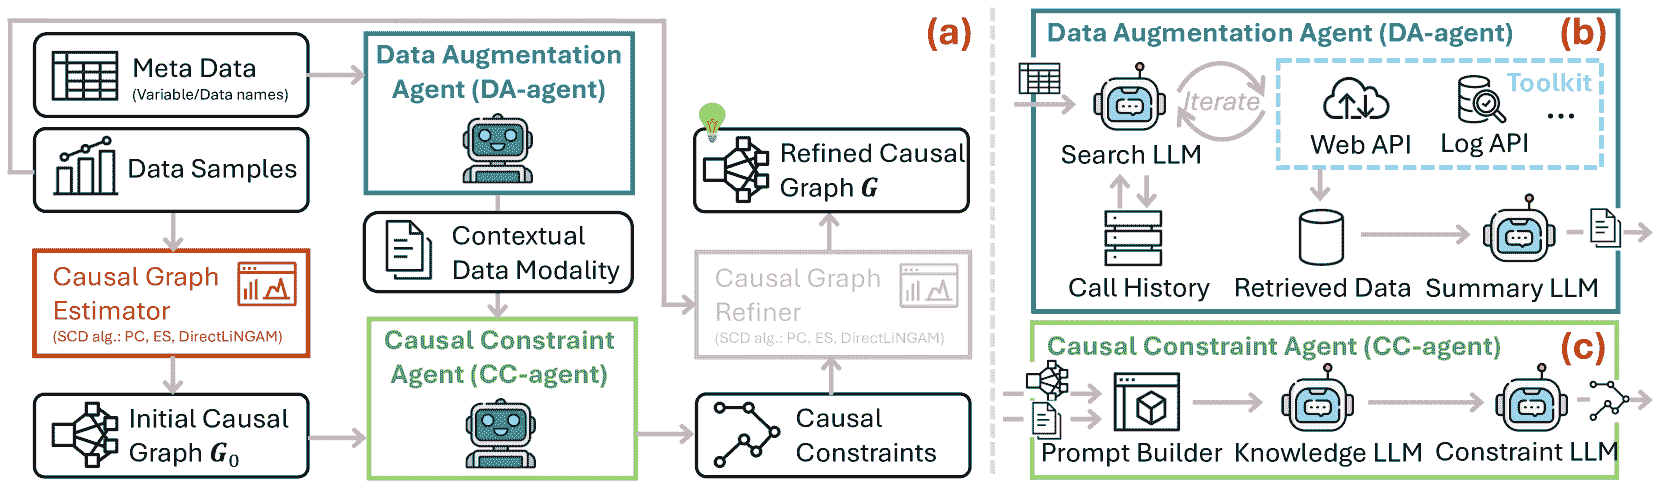 (a)
Meta Data
(Variable/Data names)
Data Samples
Causal Graph
Estimator
(SCD alg.: PC, ES, DirectLiNGAM)
Initial Causal
Graph G₀
Data Augmentation
Agent (DA-agent)
Contextual
Data Modality
Causal Constraint
Agent (CC-agent)
Refined Causal
Graph G
Causal Graph
Refiner
(SCD alg.: PC, ES, DirectLiNGAM)
Causal
Constraints
Data Augmentation Agent (DA-agent)
(b)
Search LLM
Iterate
Toolkit
Web API
Log API
...
Call History
Retrieved Data
Summary LLM
Causal Constraint Agent (CC-agent)
(c)
Prompt Builder
Knowledge LLM
Constraint LLM